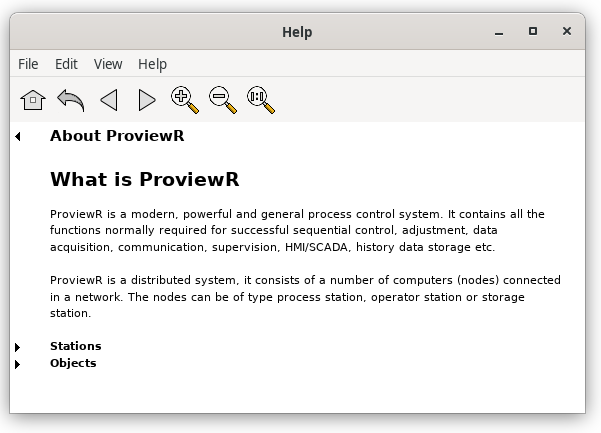 Help
File Edit View Help
About ProviewR
What is ProviewR
ProviewR is a modern, powerful and general process control system. It contains all the
functions normally required for successful sequential control, adjustment, data
acquisition, communication, supervision, HMI/SCADA, history data storage etc.
ProviewR is a distributed system, it consists of a number of computers (nodes) connected
in a network. The nodes can be of type process station, operator station or storage
station.
Stations
Objects